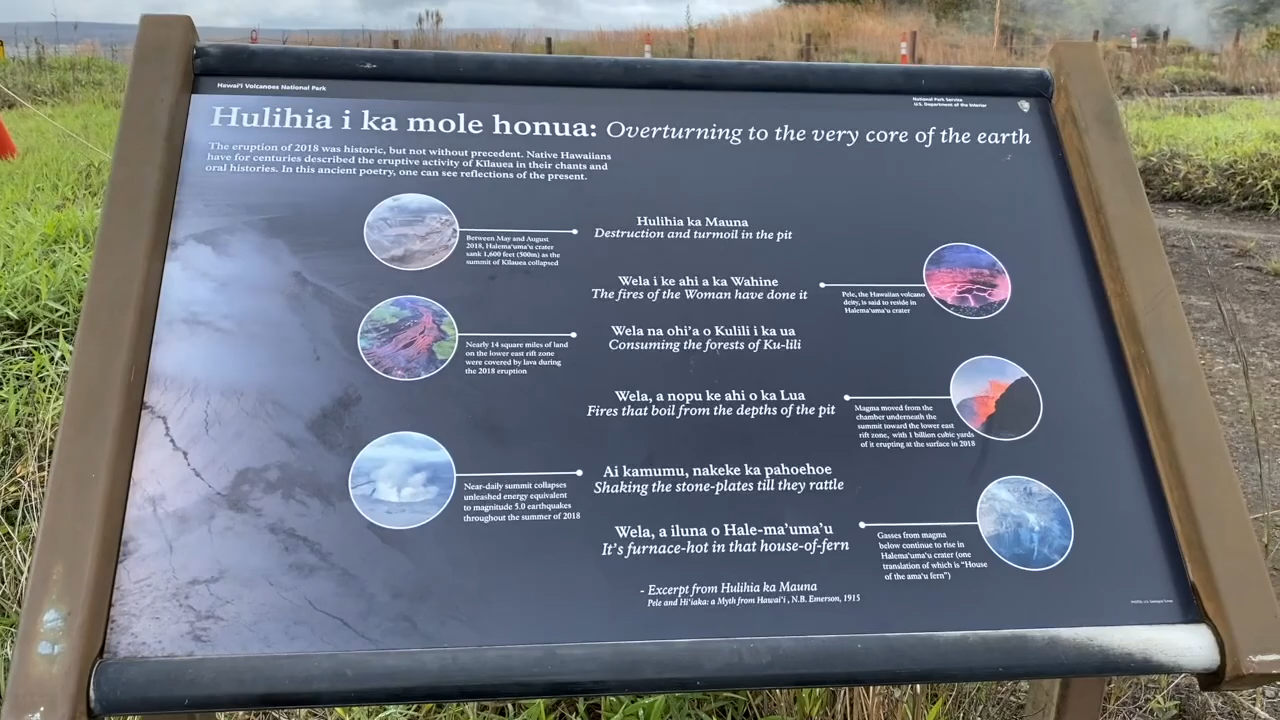 Hawaiʻi Volcanoes National Park
National Park Service
U.S. Department of the Interior
Hulihia i ka mole honua: Overturning to the very core of the earth
The eruption of 2018 was historic, but not without precedent. Native Hawaiians
have for centuries described the eruptive activity of Kīlauea in their chants and
oral histories. In this ancient poetry, one can see reflections of the present.
Hulihia ka Mauna
Destruction and turmoil in the pit
Between May and August
2018, Halemaʻumaʻu crater
sank 1,600 feet (500m) as the
summit of Kīlauea collapsed
Wela i ke ahi a ka Wahine
The fires of the Woman have done it
Pele, the Hawaiian volcano
deity, is said to reside in
Halemaʻumaʻu crater
Wela na ohi'a o Kulili i ka ua
Consuming the forests of Ku-lili
Nearly 14 square miles of land
on the lower east rift zone
were covered by lava during
the 2018 eruption
Wela, a nopu ke ahi o ka Lua
Fires that boil from the depths of the pit
Magma moved from the
chamber underneath the
summit toward the lower east
rift zone, with 1 billion cubic yards
of it erupting at the surface in 2018
Ai kamumu, nakeke ka pahoehoe
Shaking the stone-plates till they rattle
Near-daily summit collapses
unleashed energy equivalent
to magnitude 5.0 earthquakes
throughout the summer of 2018
Wela, a iluna o Hale-ma'uma'u
It's furnace-hot in that house-of-fern
Gasses from magma
below continue to rise in
Halemaʻumaʻu crater (one
translation of which is "House
of the amaʻu fern")
- Excerpt from Hulihia ka Mauna
Pele and Hiʻiaka: a Myth from Hawaiʻi , N.B. Emerson, 1915